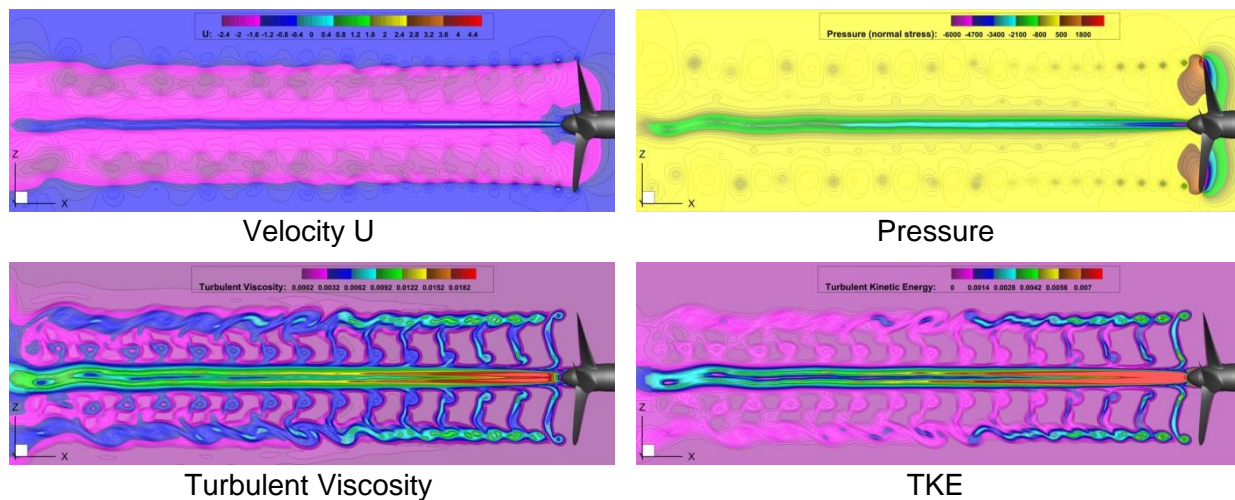 U: -2.4 -2 -1.6 -1.2 -0.8 -0.4 0 0.4 0.8 1.2 1.6 2 2.4 2.8 3.2 3.6 4 4.4
Z
Y X
Velocity U
Pressure (normal stress): -6000 -4700 -3400 -2100 -800 500 1800
Z
Y X
Pressure
Turbulent Viscosity: 0.0002 0.0032 0.0062 0.0092 0.0122 0.0152 0.0182
Z
Y X
Turbulent Viscosity
Turbulent Kinetic Energy: 0 0.0014 0.0028 0.0042 0.0056 0.007
Z
Y X
TKE